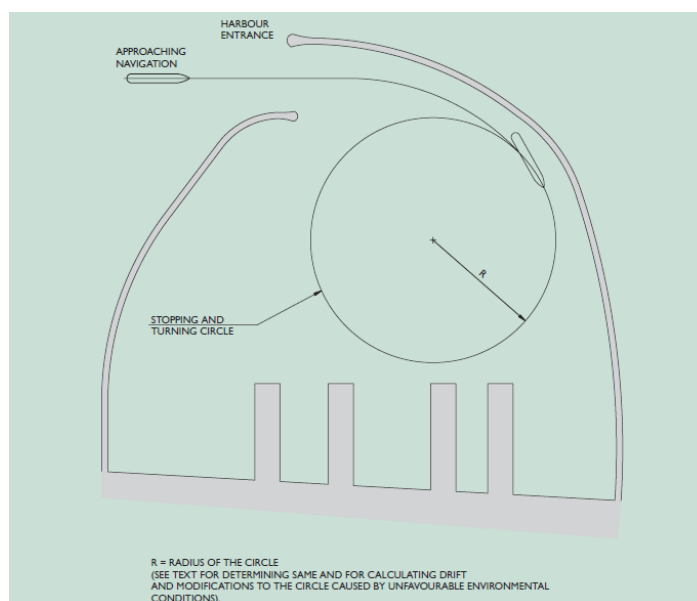 HARBOUR
ENTRANCE
APPROACHING
NAVIGATION
R
STOPPING AND
TURNING CIRCLE
R = RADIUS OF THE CIRCLE
(SEE TEXT FOR DETERMINING SAME AND FOR CALCULATING DRIFT
AND MODIFICATIONS TO THE CIRCLE CAUSED BY UNFAVOURABLE ENVIRONMENTAL
CONDITIONS).